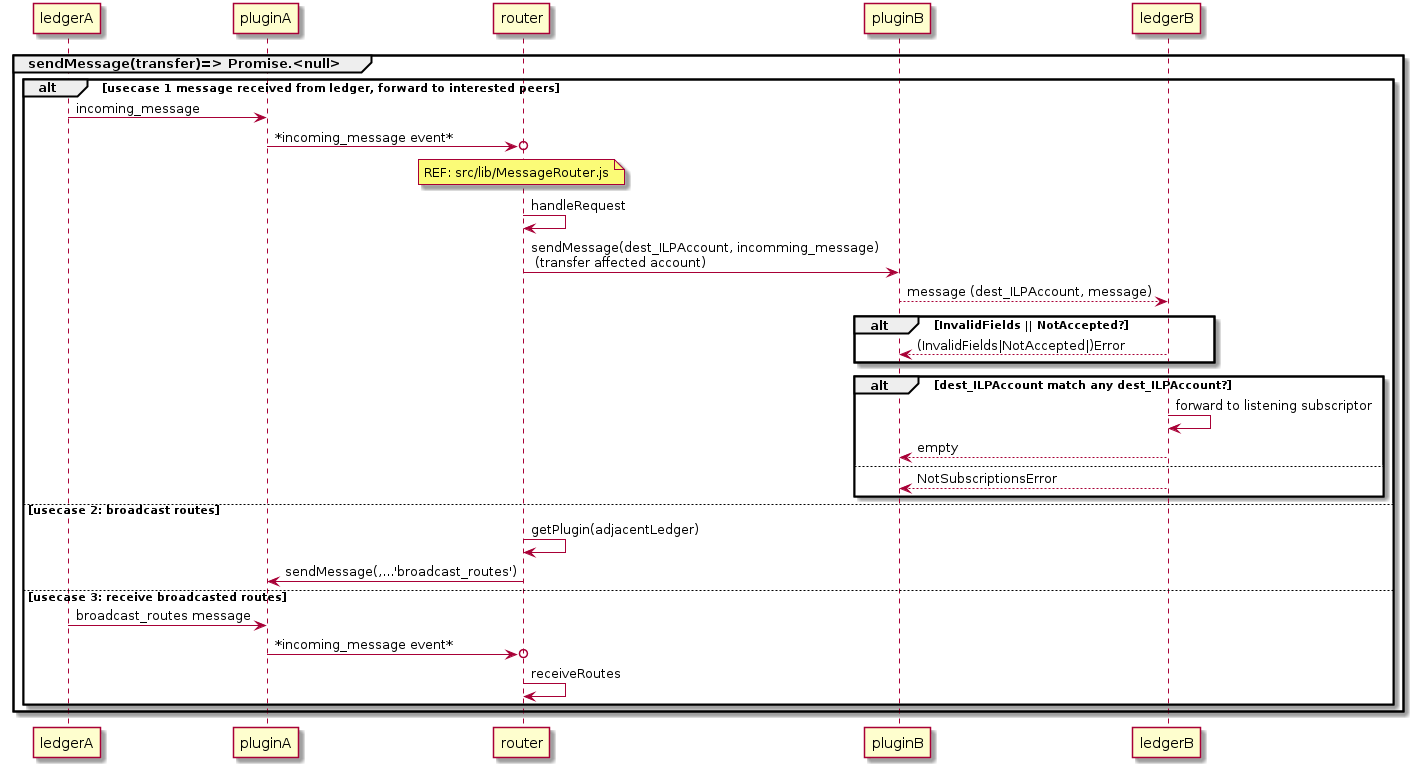 ledgerA pluginA router pluginB ledgerB
sendMessage(transfer)=> Promise.<null>
alt [usecase 1 message received from ledger, forward to interested peers]
incoming_message
*incoming_message event*
REF: src/lib/MessageRouter.js
handleRequest
sendMessage(dest_ILPAccount, incomming_message)
(transfer affected account)
message (dest_ILPAccount, message)
alt [InvalidFields || NotAccepted?]
(InvalidFields|NotAccepted|)Error
alt [dest_ILPAccount match any dest_ILPAccount?]
forward to listening subscriptor
empty
NotSubscriptionsError
[usecase 2: broadcast routes]
getPlugin(adjacentLedger)
sendMessage(,...'broadcast_routes')
[usecase 3: receive broadcasted routes]
broadcast_routes message
*incoming_message event*
receiveRoutes
ledgerA pluginA router pluginB ledgerB